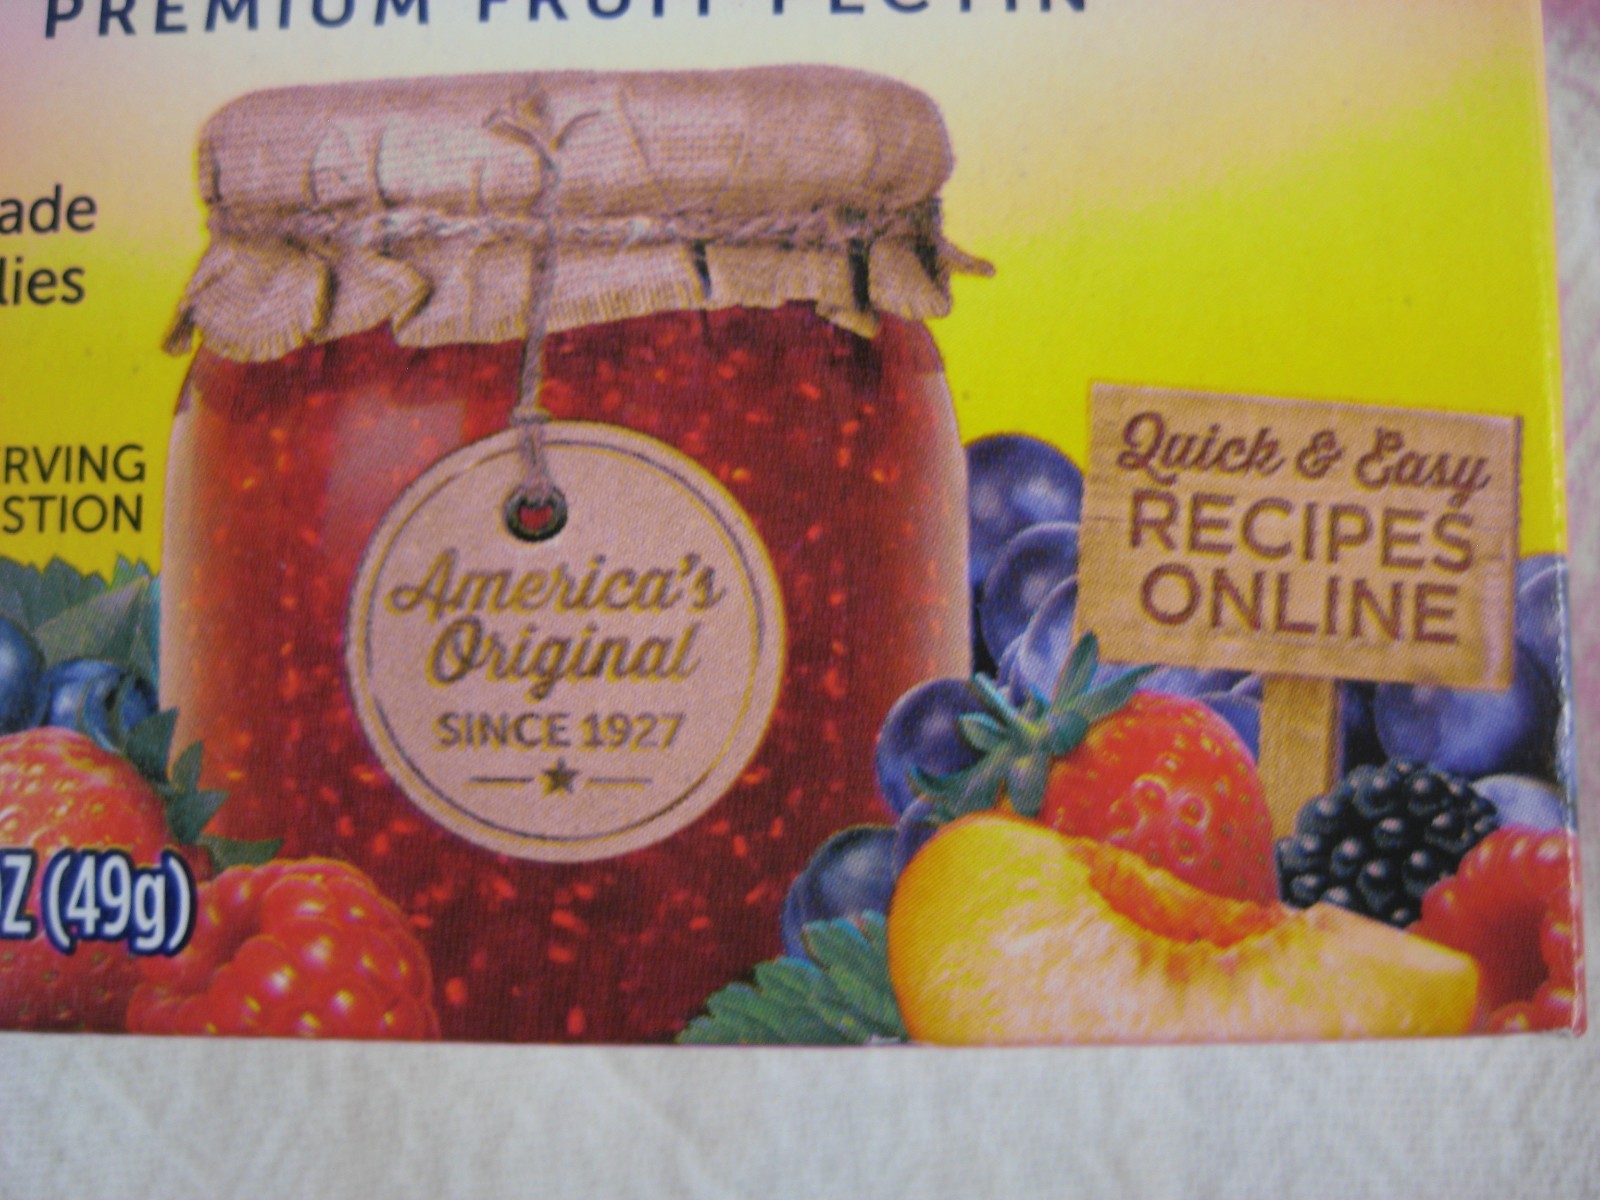 PREMIUM FRUIT PECTIN
ade
lies
RVING
STION
America's
Original
SINCE 1927
Quick & Easy
RECIPES
ONLINE
Z (49g)